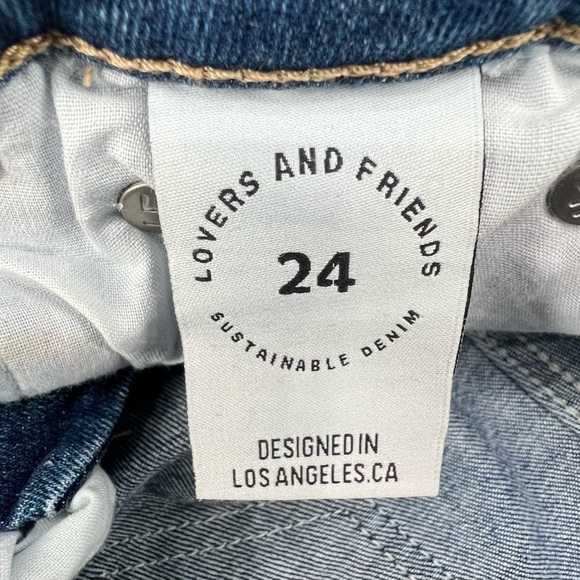 LOVERS AND FRIENDS
24
SUSTAINABLE DENIM
DESIGNED IN
LOS ANGELES.CA